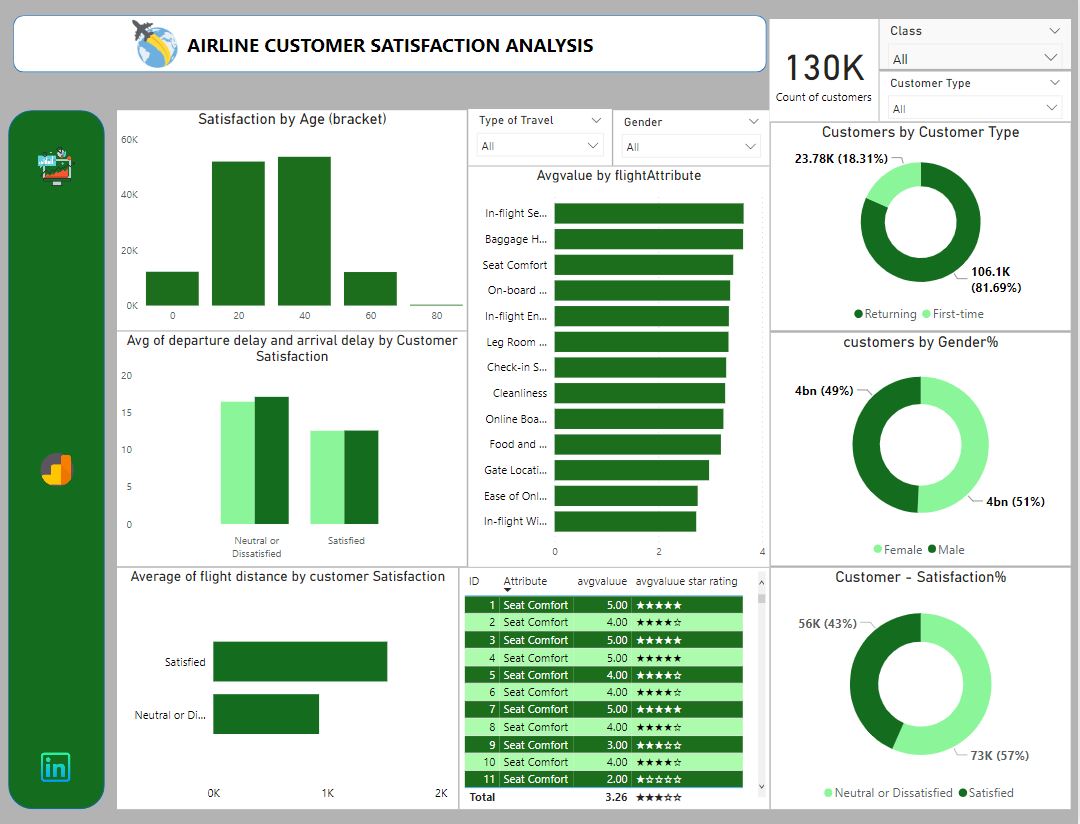 AIRLINE CUSTOMER SATISFACTION ANALYSIS
130K
Count of customers
Class
All
Customer Type
All
Satisfaction by Age (bracket)
60K
40K
20K
0K
0
20
40
60
80
Type of Travel
All
Gender
All
Avgvalue by flightAttribute
In-flight Se...
Baggage H...
Seat Comfort
On-board ...
In-flight En...
Leg Room ...
Check-in S...
Cleanliness
Online Boa...
Food and ...
Gate Locati...
Ease of Onl...
In-flight Wi...
0
2
4
Customers by Customer Type
23.78K (18.31%)
106.1K
(81.69%)
Returning
First-time
Avg of departure delay and arrival delay by Customer
Satisfaction
20
15
10
5
0
Neutral or
Dissatisfied
Satisfied
customers by Gender%
4bn (49%)
4bn (51%)
Female
Male
Average of flight distance by customer Satisfaction
Satisfied
Neutral or Di...
0K
1K
2K
ID Attribute avgvaluue avgvaluue star rating
1 Seat Comfort 5.00 ★★★★★
2 Seat Comfort 4.00 ★★★★☆
3 Seat Comfort 5.00 ★★★★★
4 Seat Comfort 5.00 ★★★★★
5 Seat Comfort 4.00 ★★★★☆
6 Seat Comfort 4.00 ★★★★☆
7 Seat Comfort 5.00 ★★★★★
8 Seat Comfort 4.00 ★★★★☆
9 Seat Comfort 3.00 ★★★☆☆
10 Seat Comfort 4.00 ★★★★☆
11 Seat Comfort 2.00 ★☆☆☆☆
Total 3.26 ★★★☆☆
Customer - Satisfaction%
56K (43%)
73K (57%)
Neutral or Dissatisfied
Satisfied
in